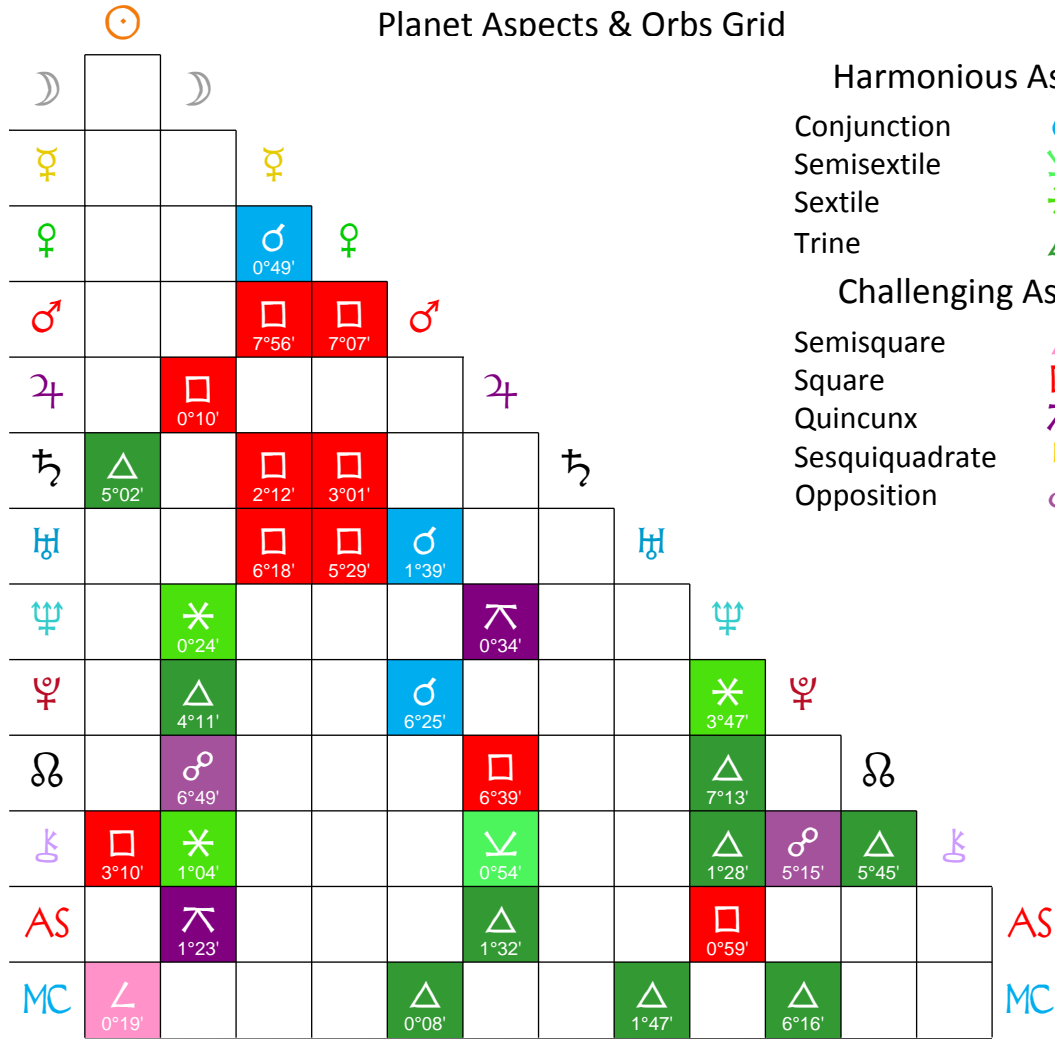 ☉
Planet Aspects & Orbs Grid
☽ ☽
Harmonious As
Conjunction
Semisextile
Sextile
Trine
Challenging As
Semisquare
Square
Quincunx
Sesquiquadrate
Opposition
☿ ☿
♀ ☌ 0°49' ♀
♂ □ 7°56' □ 7°07' ♂
♃ □ 0°10' ♃
♄ △ 5°02' □ 2°12' □ 3°01' ♄
♅ □ 6°18' □ 5°29' ☌ 1°39' ♅
♆ ⚹ 0°24' ⚻ 0°34' ♆
♇ △ 4°11' ☌ 6°25' ⚹ 3°47' ♇
☊ ☍ 6°49' □ 6°39' △ 7°13' ☊
⚷ □ 3°10' ⚹ 1°04' ⚺ 0°54' △ 1°28' ☍ 5°15' △ 5°45' ⚷
AS ⚻ 1°23' △ 1°32' □ 0°59' AS
MC ∠ 0°19' △ 0°08' △ 1°47' △ 6°16' MC